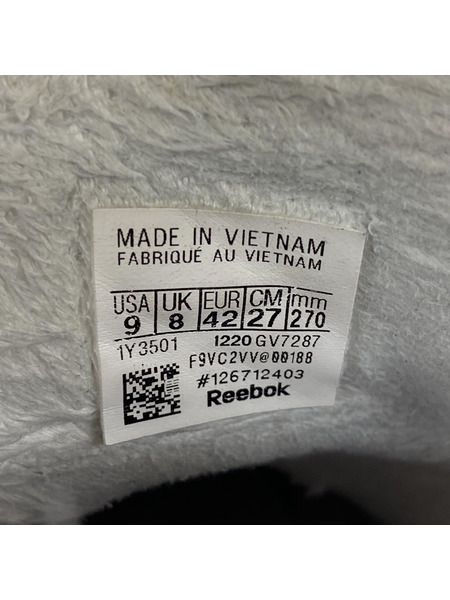 MADE IN VIETNAM
FABRIQUÉ AU VIETNAM
USA UK EUR CM mm
9 8 42 27 270
1Y3501 1220 GV7287
F9VC2VV@00188
#126712403
Reebok